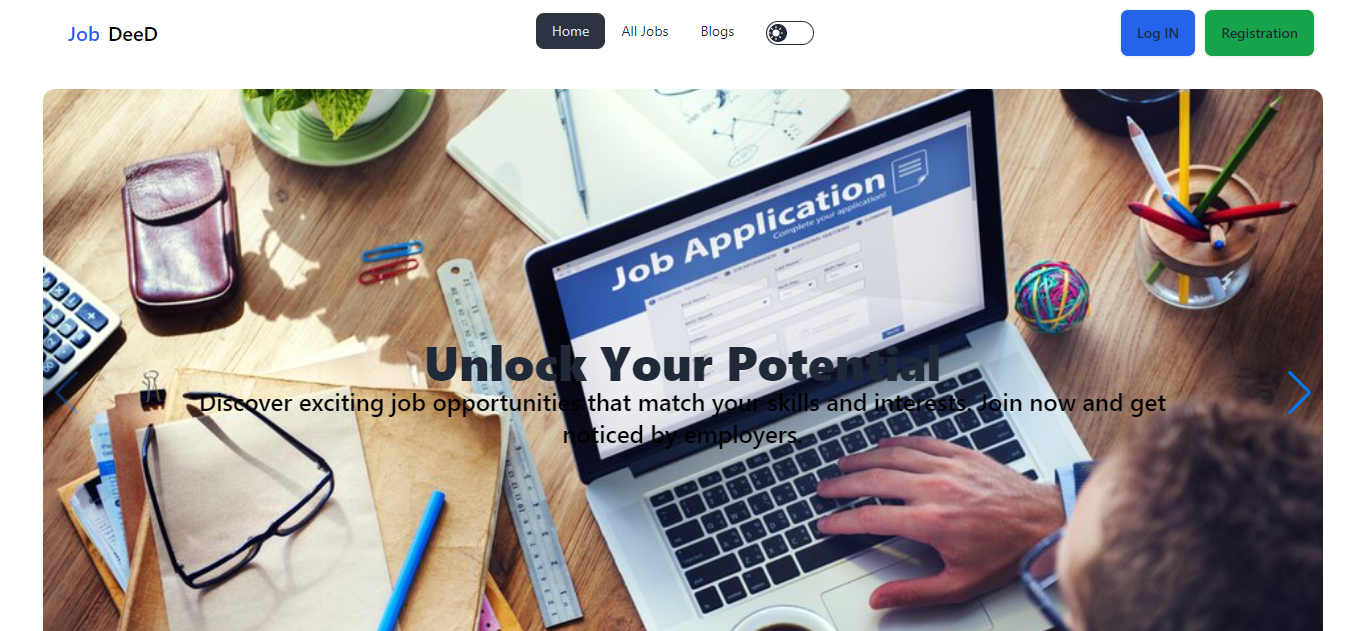 Job DeeD
Home
All Jobs
Blogs
Log IN
Registration
Job Application
Complete your application!
Unlock Your Potential
Discover exciting job opportunities that match your skills and interests. Join now and get
noticed by employers.